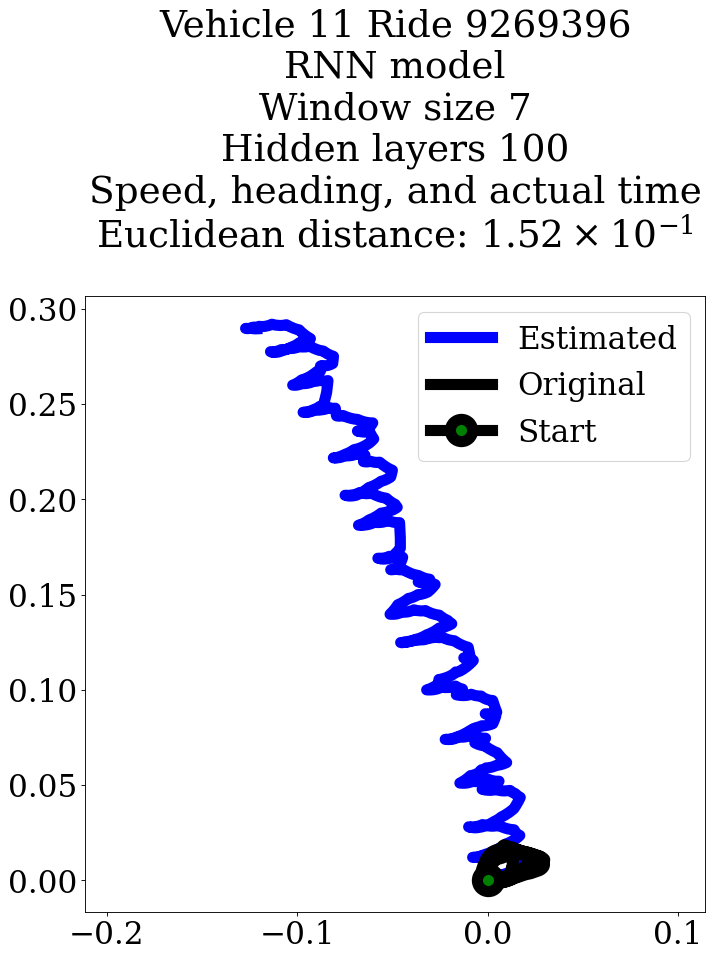 Vehicle 11 Ride 9269396
RNN model
Window size 7
Hidden layers 100
Speed, heading, and actual time
Euclidean distance: 1.52 × 10⁻¹
0.30
0.25
0.20
0.15
0.10
0.05
0.00
Estimated
Original
Start
−0.2
−0.1
0.0
0.1